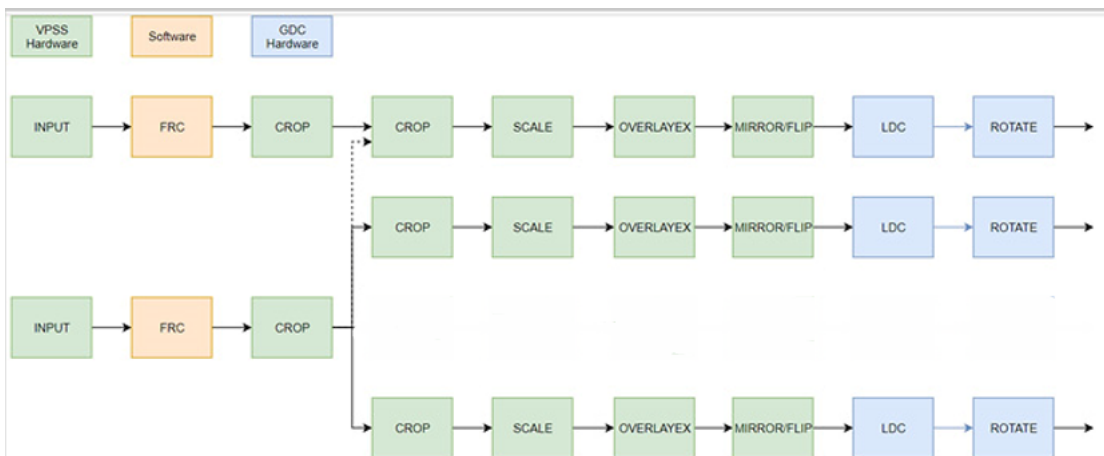 VPSS
Hardware
Software
GDC
Hardware
INPUT
FRC
CROP
CROP
SCALE
OVERLAYEX
MIRROR/FLIP
LDC
ROTATE
CROP
SCALE
OVERLAYEX
MIRROR/FLIP
LDC
ROTATE
INPUT
FRC
CROP
CROP
SCALE
OVERLAYEX
MIRROR/FLIP
LDC
ROTATE